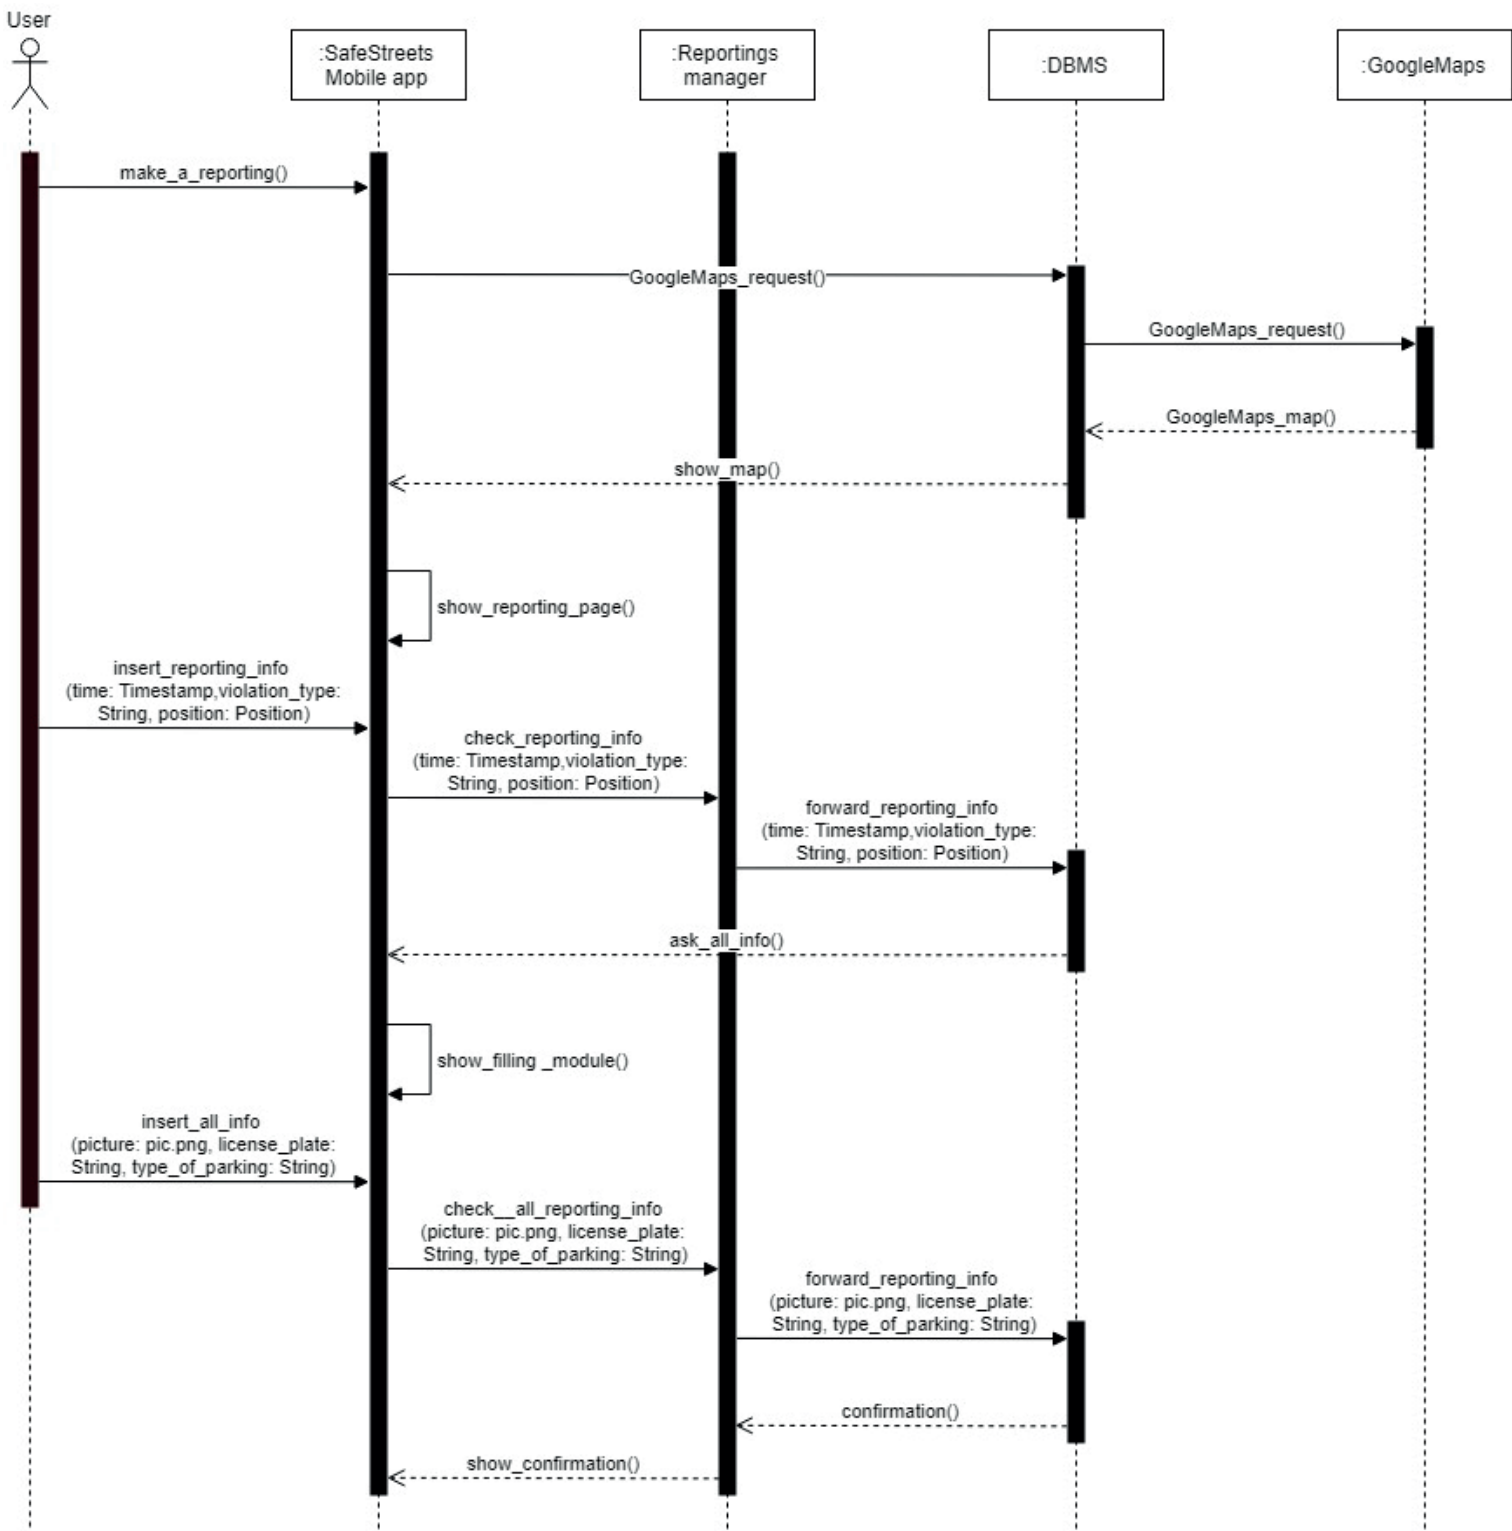 User
:SafeStreets
Mobile app
:Reportings
manager
:DBMS
:GoogleMaps
make_a_reporting()
GoogleMaps_request()
GoogleMaps_request()
GoogleMaps_map()
show_map()
show_reporting_page()
insert_reporting_info
(time: Timestamp,violation_type:
String, position: Position)
check_reporting_info
(time: Timestamp,violation_type:
String, position: Position)
forward_reporting_info
(time: Timestamp,violation_type:
String, position: Position)
ask_all_info()
show_filling _module()
insert_all_info
(picture: pic.png, license_plate:
String, type_of_parking: String)
check__all_reporting_info
(picture: pic.png, license_plate:
String, type_of_parking: String)
forward_reporting_info
(picture: pic.png, license_plate:
String, type_of_parking: String)
confirmation()
show_confirmation()